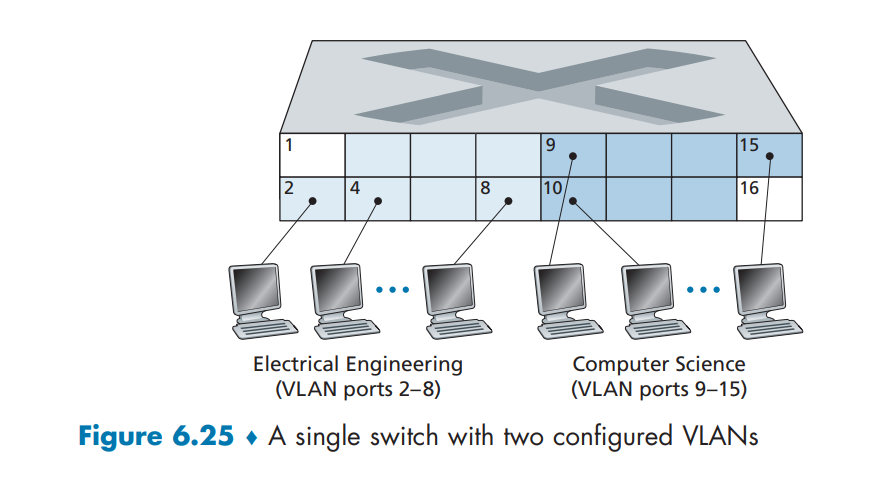 1
9
15
2
4
8
10
16
Electrical Engineering
(VLAN ports 2–8)
Computer Science
(VLAN ports 9–15)
Figure 6.25 ♦ A single switch with two configured VLANs